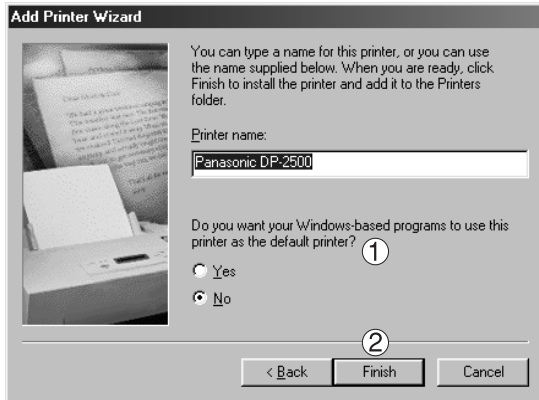 Add Printer Wizard
You can type a name for this printer, or you can use
the name supplied below. When you are ready, click
Finish to install the printer and add it to the Printers
folder.
Printer name:
Panasonic DP-2500
Do you want your Windows-based programs to use this
printer as the default printer?
①
Yes
No
②
< Back
Finish
Cancel